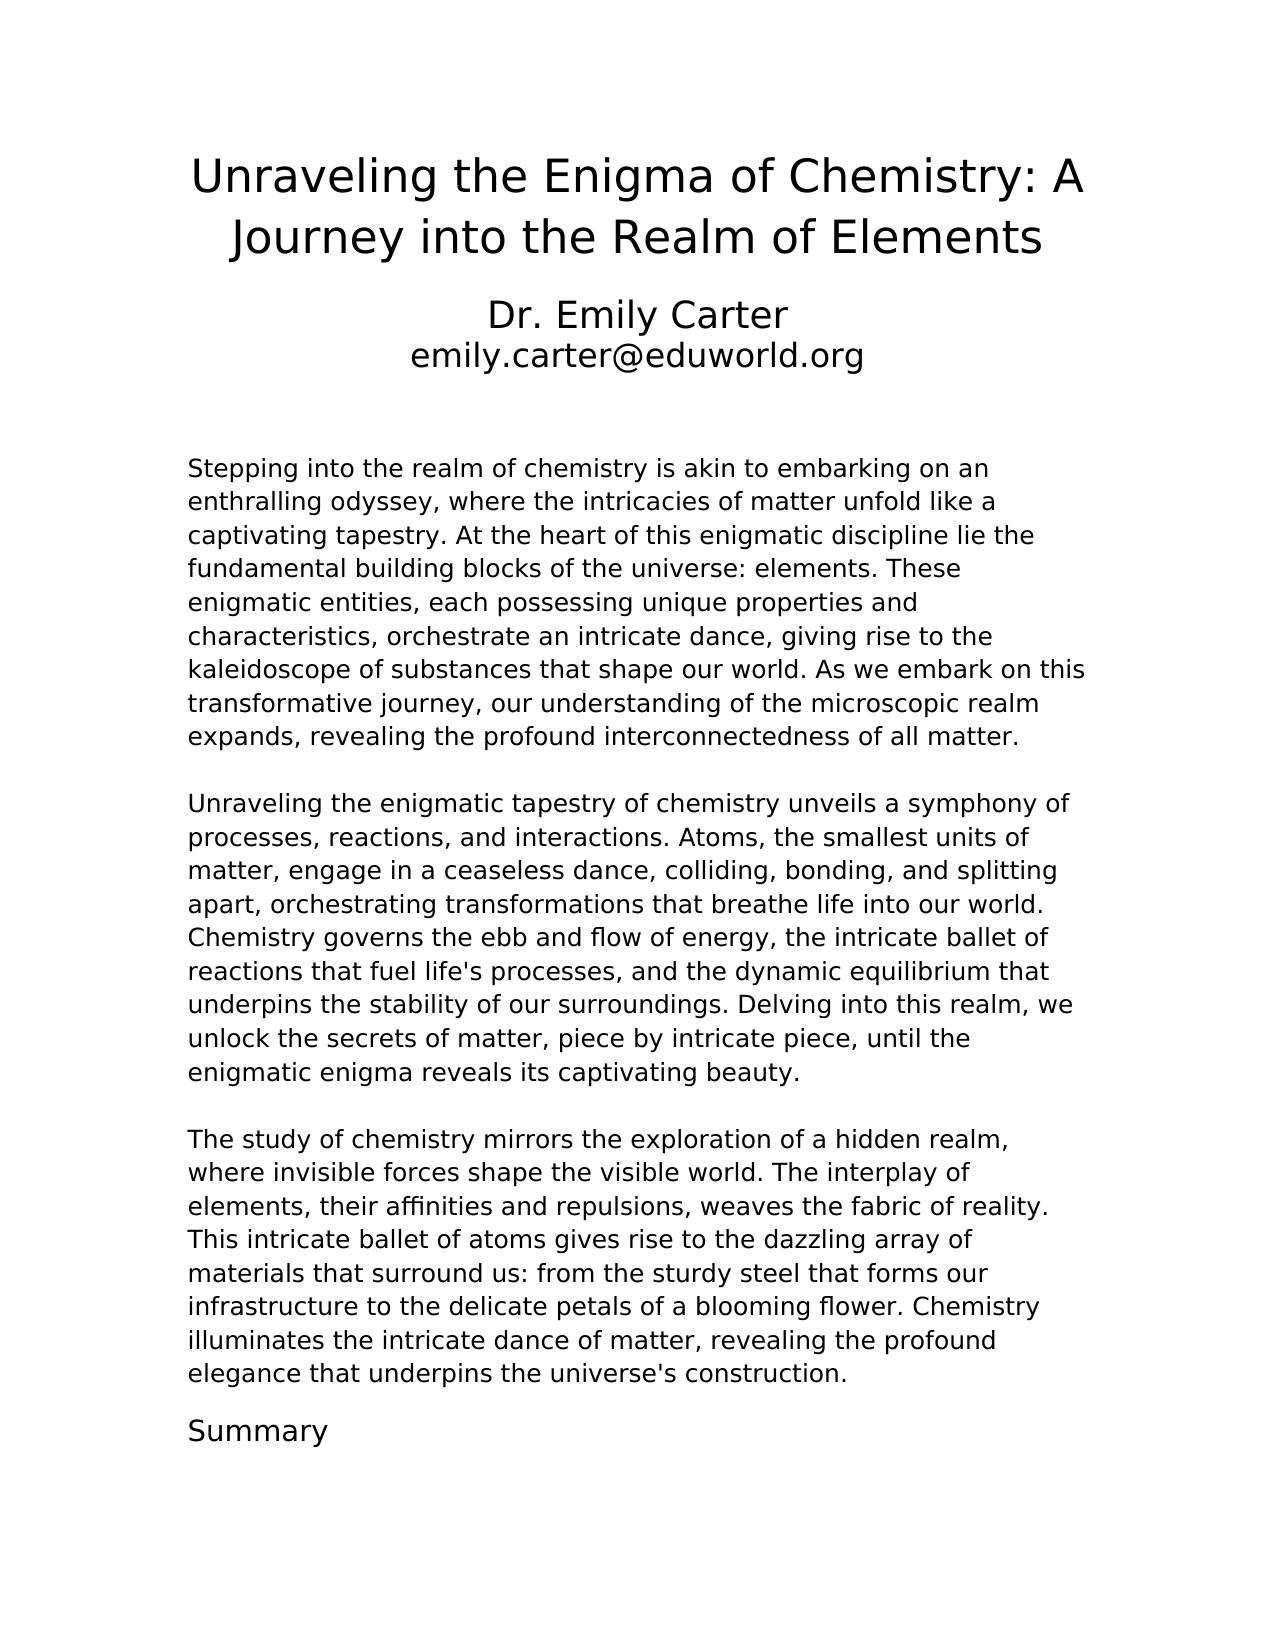 Unraveling the Enigma of Chemistry: A
Journey into the Realm of Elements
Dr. Emily Carter
emily.carter@eduworld.org
Stepping into the realm of chemistry is akin to embarking on an
enthralling odyssey, where the intricacies of matter unfold like a
captivating tapestry. At the heart of this enigmatic discipline lie the
fundamental building blocks of the universe: elements. These
enigmatic entities, each possessing unique properties and
characteristics, orchestrate an intricate dance, giving rise to the
kaleidoscope of substances that shape our world. As we embark on this
transformative journey, our understanding of the microscopic realm
expands, revealing the profound interconnectedness of all matter.
Unraveling the enigmatic tapestry of chemistry unveils a symphony of
processes, reactions, and interactions. Atoms, the smallest units of
matter, engage in a ceaseless dance, colliding, bonding, and splitting
apart, orchestrating transformations that breathe life into our world.
Chemistry governs the ebb and flow of energy, the intricate ballet of
reactions that fuel life's processes, and the dynamic equilibrium that
underpins the stability of our surroundings. Delving into this realm, we
unlock the secrets of matter, piece by intricate piece, until the
enigmatic enigma reveals its captivating beauty.
The study of chemistry mirrors the exploration of a hidden realm,
where invisible forces shape the visible world. The interplay of
elements, their affinities and repulsions, weaves the fabric of reality.
This intricate ballet of atoms gives rise to the dazzling array of
materials that surround us: from the sturdy steel that forms our
infrastructure to the delicate petals of a blooming flower. Chemistry
illuminates the intricate dance of matter, revealing the profound
elegance that underpins the universe's construction.
Summary